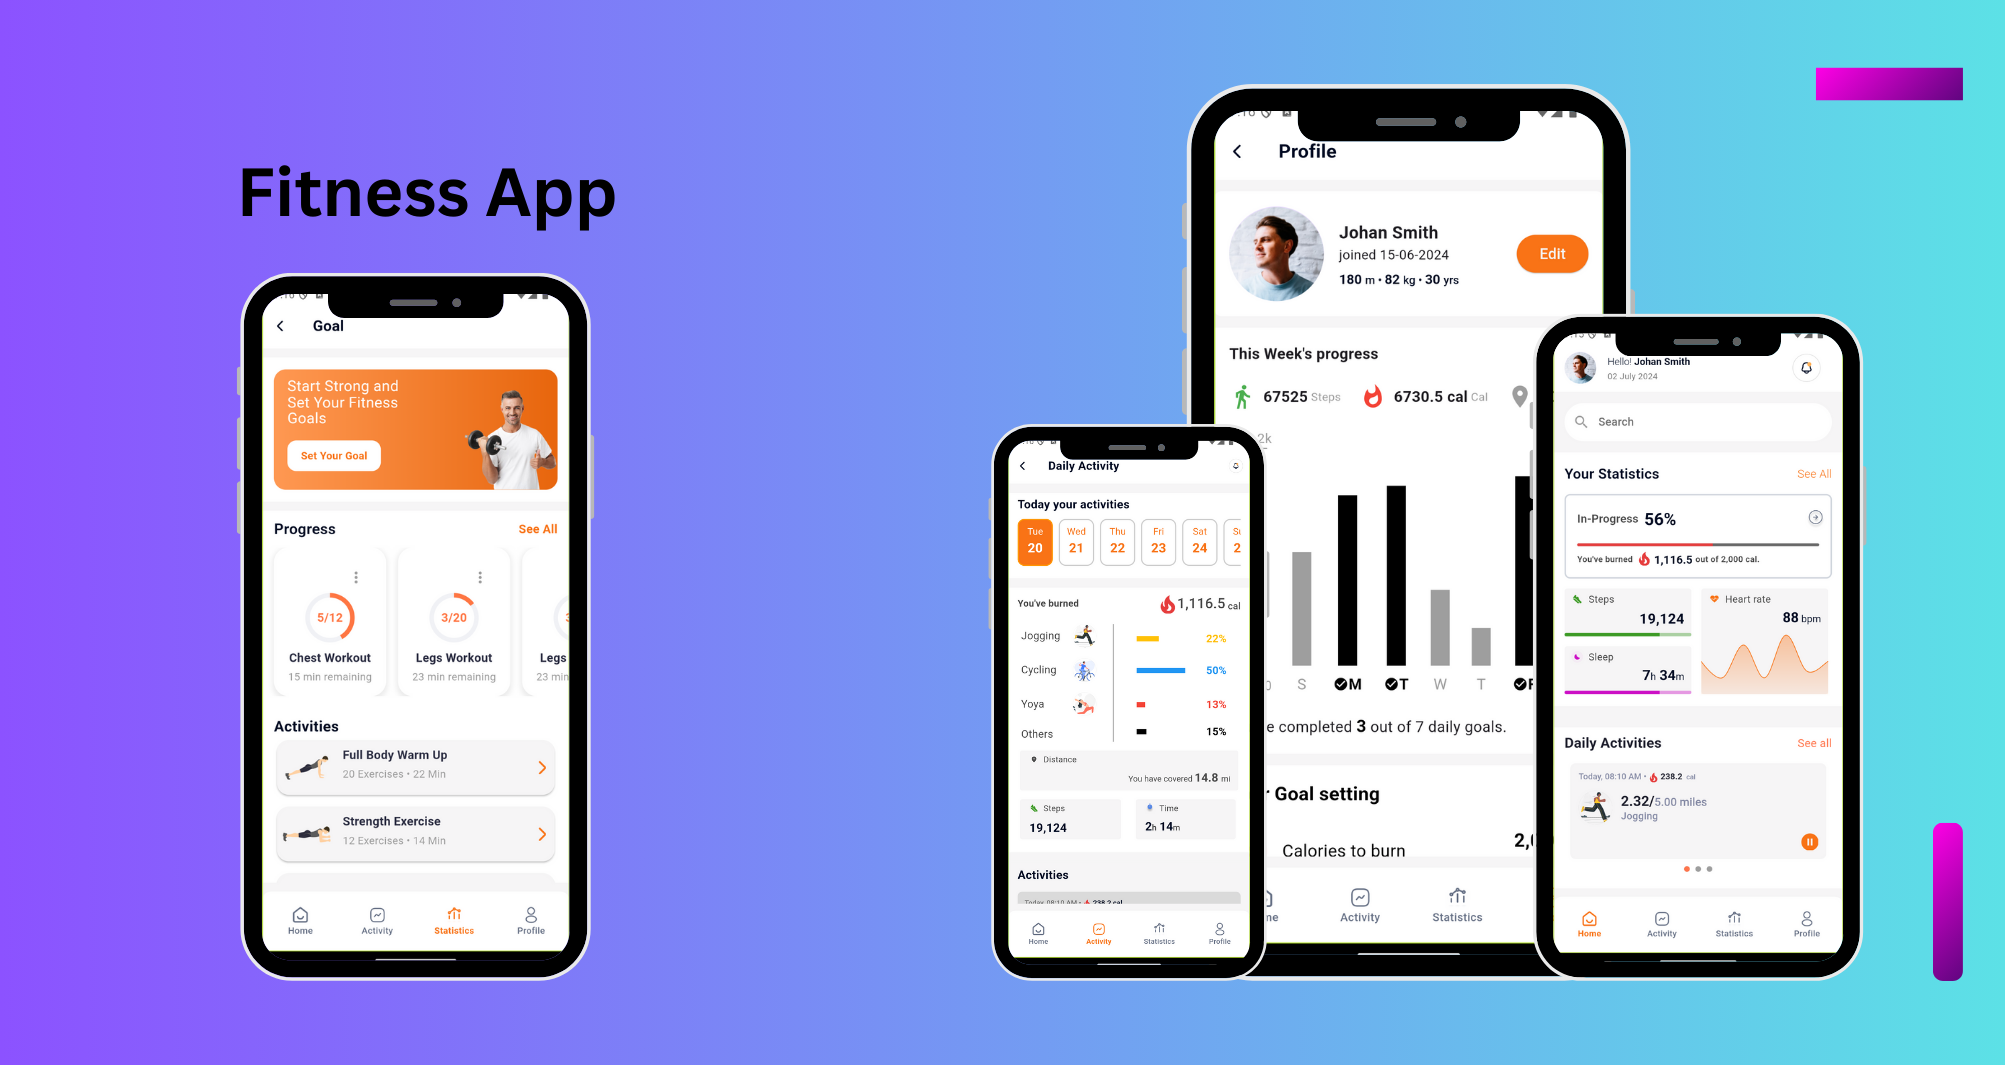 Fitness App
Goal
Start Strong and
Set Your Fitness
Goals
Set Your Goal
Progress
See All
5/12
3/20
Chest Workout
Legs Workout
Legs
15 min remaining
23 min remaining
23 min
Activities
Full Body Warm Up
20 Exercises • 22 Min
Strength Exercise
12 Exercises • 14 Min
Home
Activity
Statistics
Profile
Daily Activity
Today your activities
Tue
Wed
Thu
Fri
Sat
20
21
22
23
24
2
You've burned
1,116.5 cal
Jogging
22%
Cycling
50%
Yoya
13%
Others
15%
Distance
You have covered 14.8 mi
Steps
19,124
Time
2h 14m
Activities
Today, 08:10 AM • 238.2 cal
Home
Activity
Statistics
Profile
Profile
Johan Smith
joined 15-06-2024
180 m • 82 kg • 30 yrs
Edit
This Week's progress
67525 Steps
6730.5 cal Cal
2k
S
M
T
W
T
F
e completed 3 out of 7 daily goals.
r Goal setting
Calories to burn
2,0
ne
Activity
Statistics
Hello! Johan Smith
02 July 2024
Search
Your Statistics
See All
In-Progress 56%
You've burned 1,116.5 out of 2,000 cal.
Steps
19,124
Heart rate
88 bpm
Sleep
7h 34m
Daily Activities
See all
Today, 08:10 AM • 238.2 cal
2.32/5.00 miles
Jogging
Home
Activity
Statistics
Profile